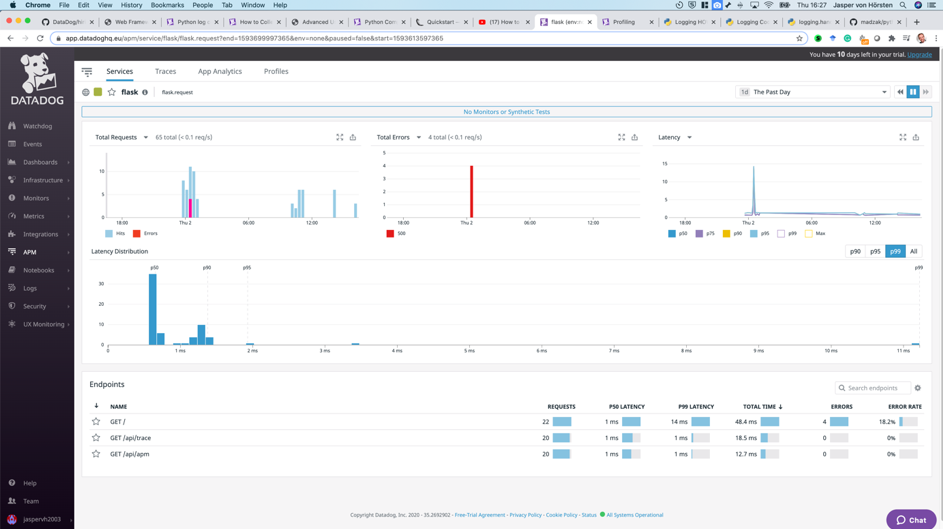 Chrome File Edit View History Bookmarks People Tab Window Help Thu 16:27 Jasper von Hörsten
DataDog/he Web Framew Python log c How to Colle Advanced U Python Conn Quickstart – (17) How to flask (env:n Profiling Logging HO Logging Coo logging.han madzak/pyt
app.datadoghq.eu/apm/service/flask/flask.request?end=1593699997365&env=none&paused=false&start=1593613597365
You have 10 days left in your trial. Upgrade
DATADOG
Watchdog
Events
Dashboards
Infrastructure
Monitors
Metrics
Integrations
APM
Notebooks
Logs
Security
UX Monitoring
Help
Team
jaspervh2003
Services Traces App Analytics Profiles
flask flask.request 1d The Past Day
No Monitors or Synthetic Tests
Total Requests 65 total (< 0.1 req/s)
10
5
0
18:00 Thu 2 06:00 12:00
Hits Errors
Total Errors 4 total (< 0.1 req/s)
5
4
3
2
1
0
18:00 Thu 2 06:00 12:00
500
Latency
15
10
5
0
18:00 Thu 2 06:00 12:00
p50 p75 p90 p95 p99 Max
Latency Distribution p90 p95 p99 All
p50 p90 p95 p99
30
20
10
0
0 1 ms 2 ms 3 ms 4 ms 5 ms 6 ms 7 ms 8 ms 9 ms 10 ms 11 ms
Endpoints Search endpoints
NAME REQUESTS P50 LATENCY P99 LATENCY TOTAL TIME ERRORS ERROR RATE
GET / 22 1 ms 14 ms 48.4 ms 4 18.2%
GET /api/trace 20 1 ms 1 ms 18.5 ms 0 0%
GET /api/apm 20 1 ms 1 ms 12.7 ms 0 0%
Copyright Datadog, Inc. 2020 - 35.2692902 - Free-Trial Agreement - Privacy Policy - Cookie Policy - Status All Systems Operational
Chat